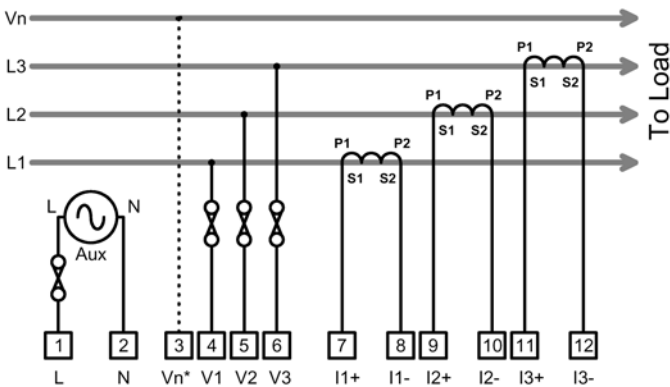 Vn
L3
P1 P2
S1 S2
L2
P1 P2
S1 S2
L1
P1 P2
S1 S2
To Load
L N
Aux
1 2 3 4 5 6 7 8 9 10 11 12
L N Vn* V1 V2 V3 I1+ I1- I2+ I2- I3+ I3-